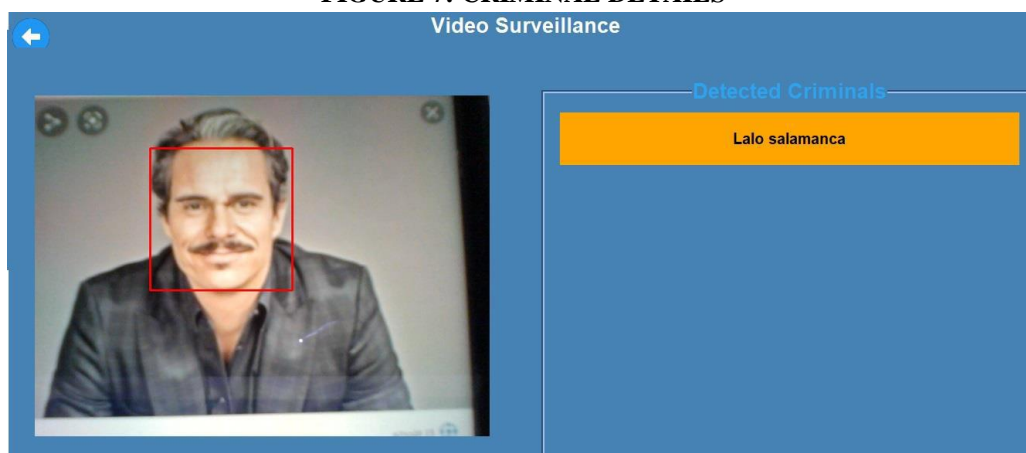 FIGURE 7: CRIMINAL DETAILS
Video Surveillance
Detected Criminals
Lalo salamanca